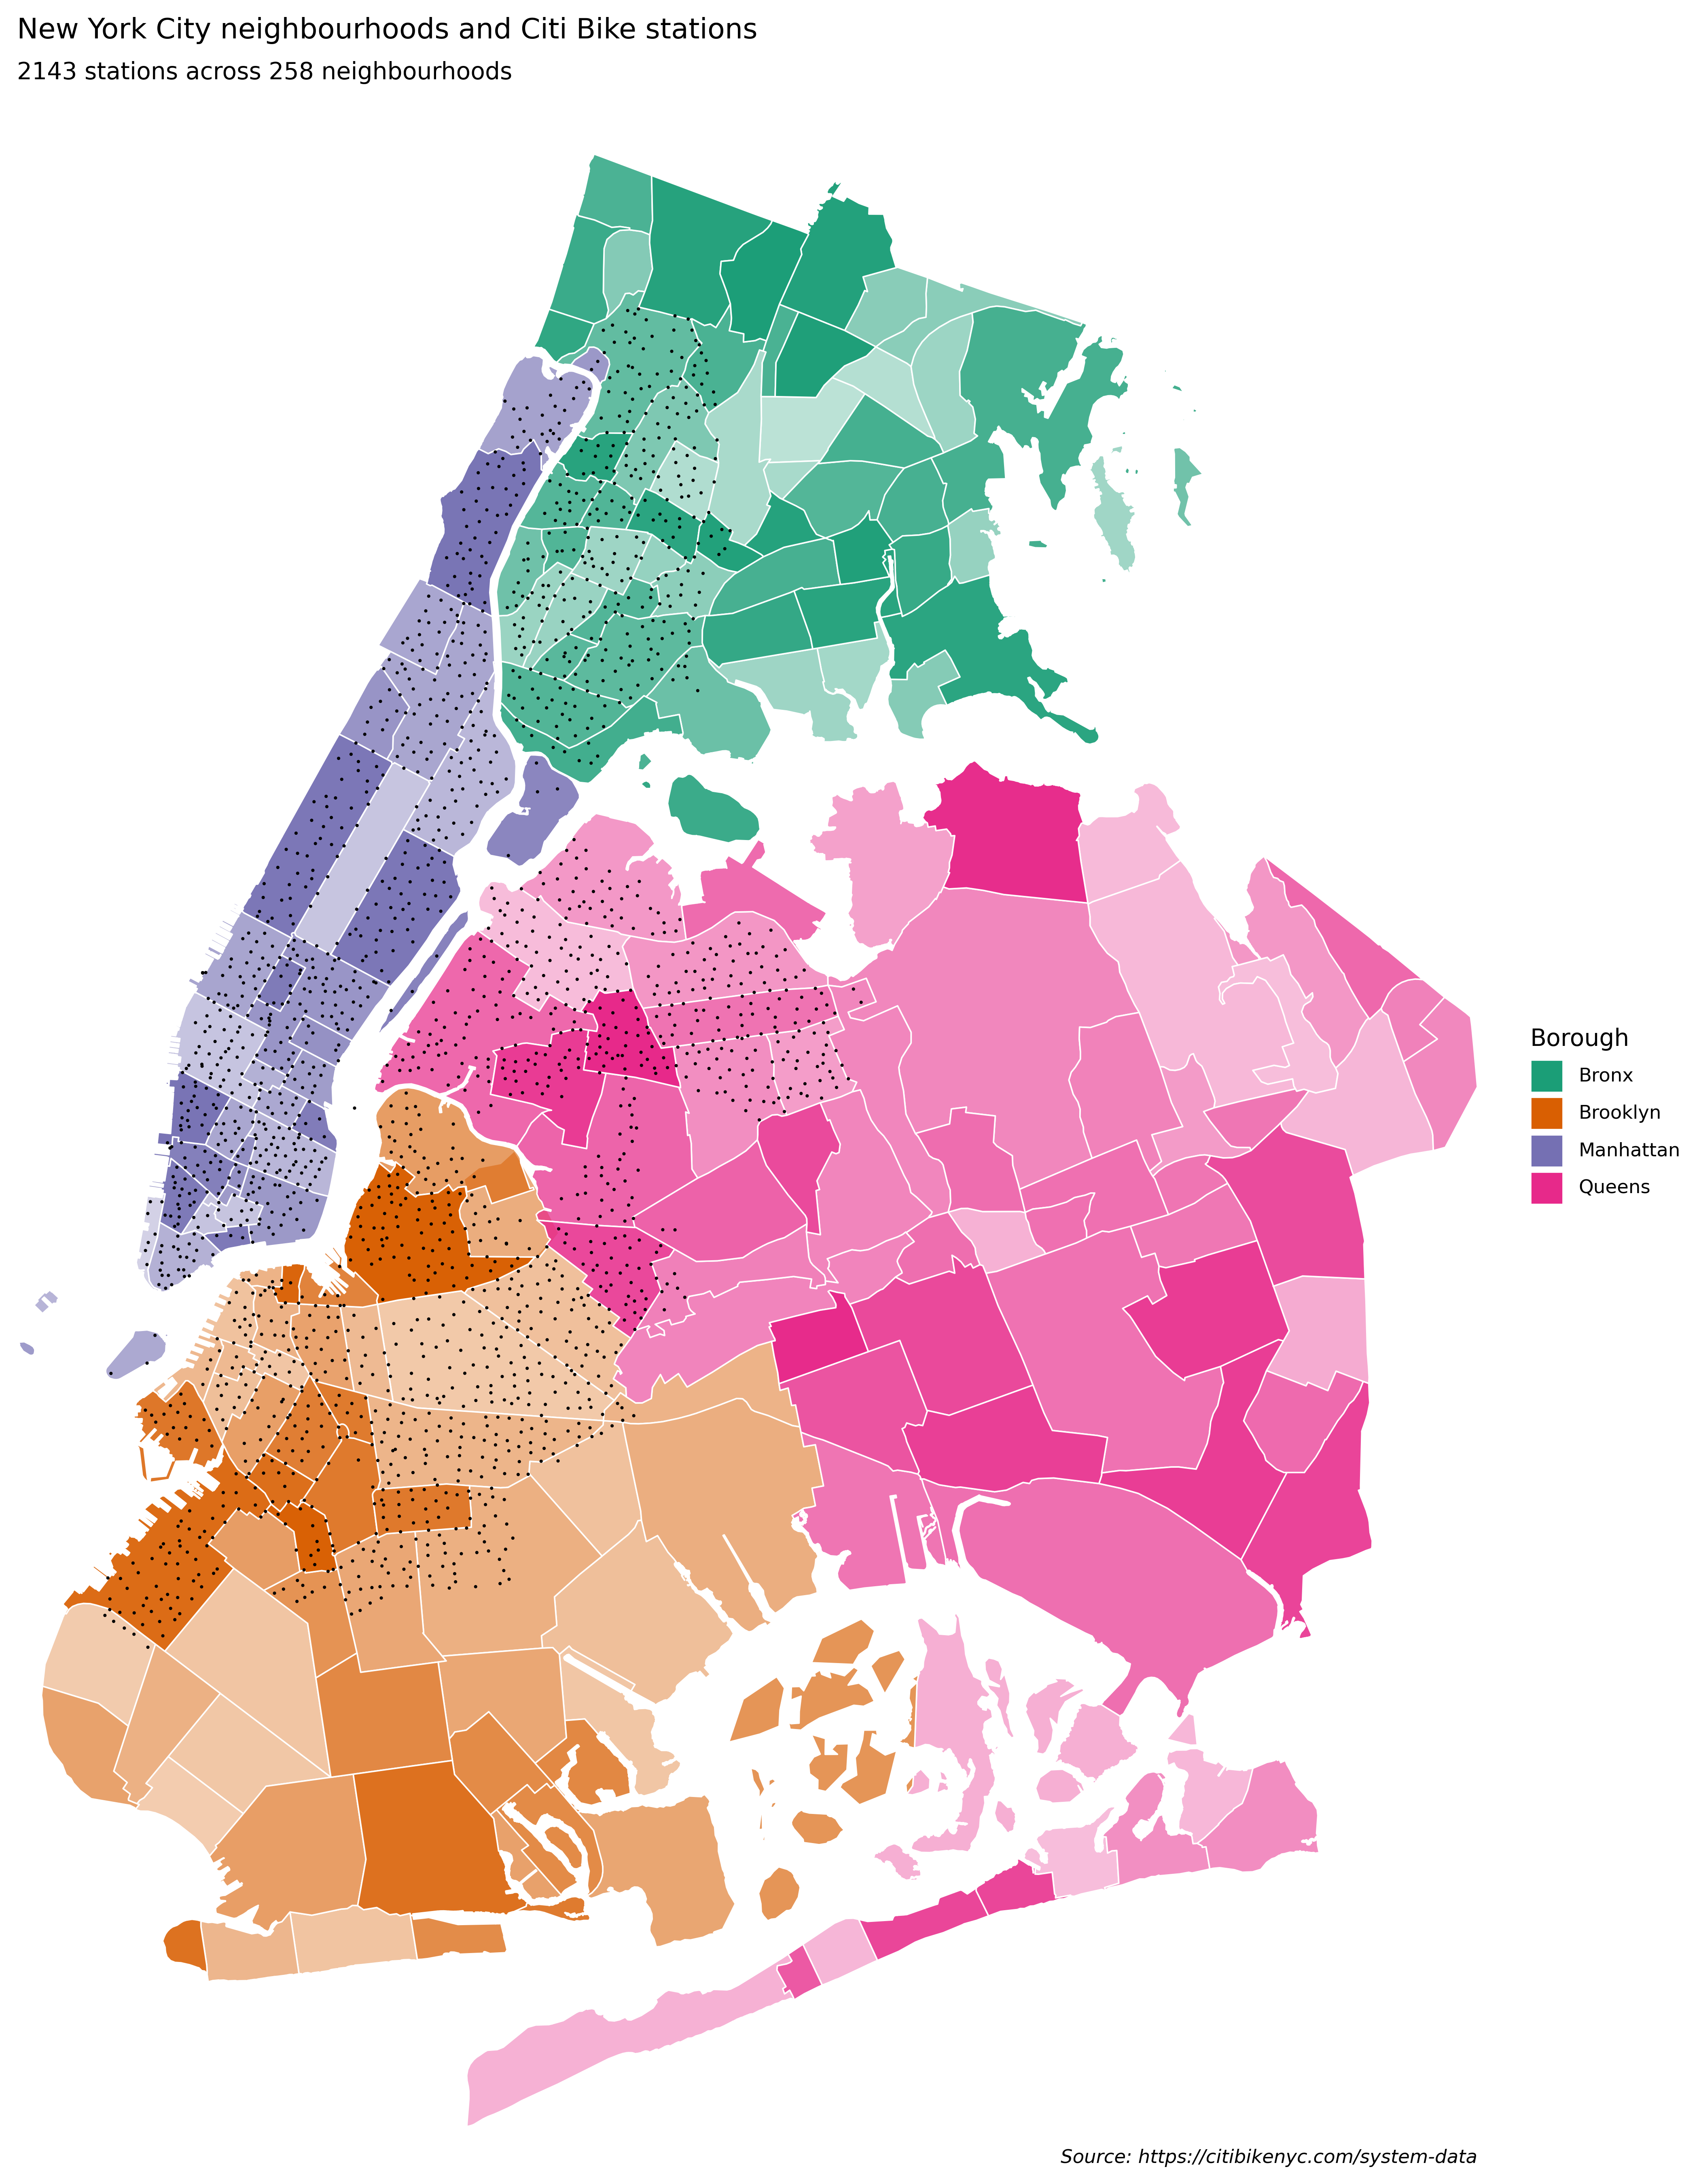 New York City neighbourhoods and Citi Bike stations
2143 stations across 258 neighbourhoods
Borough
Bronx
Brooklyn
Manhattan
Queens
Source: https://citibikenyc.com/system-data